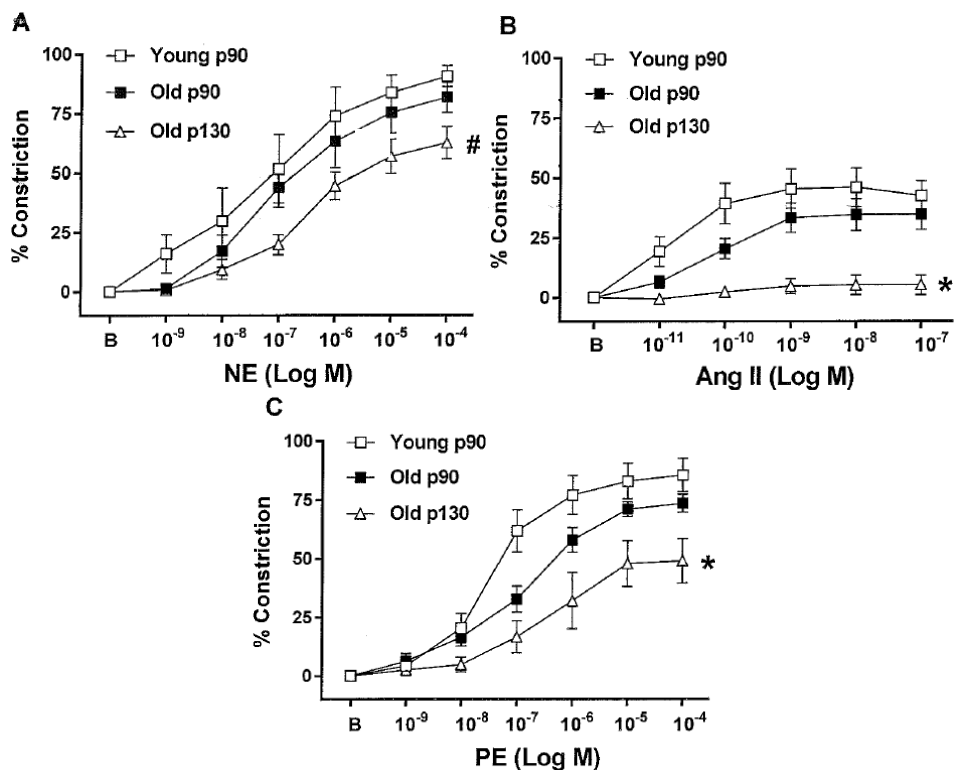 A
Young p90
Old p90
Old p130
100
75
50
25
0
% Constriction
#
B 10⁻⁹ 10⁻⁸ 10⁻⁷ 10⁻⁶ 10⁻⁵ 10⁻⁴
NE (Log M)
B
Young p90
Old p90
Old p130
100
75
50
25
0
% Constriction
*
B 10⁻¹¹ 10⁻¹⁰ 10⁻⁹ 10⁻⁸ 10⁻⁷
Ang II (Log M)
C
Young p90
Old p90
Old p130
100
75
50
25
0
% Constriction
*
B 10⁻⁹ 10⁻⁸ 10⁻⁷ 10⁻⁶ 10⁻⁵ 10⁻⁴
PE (Log M)